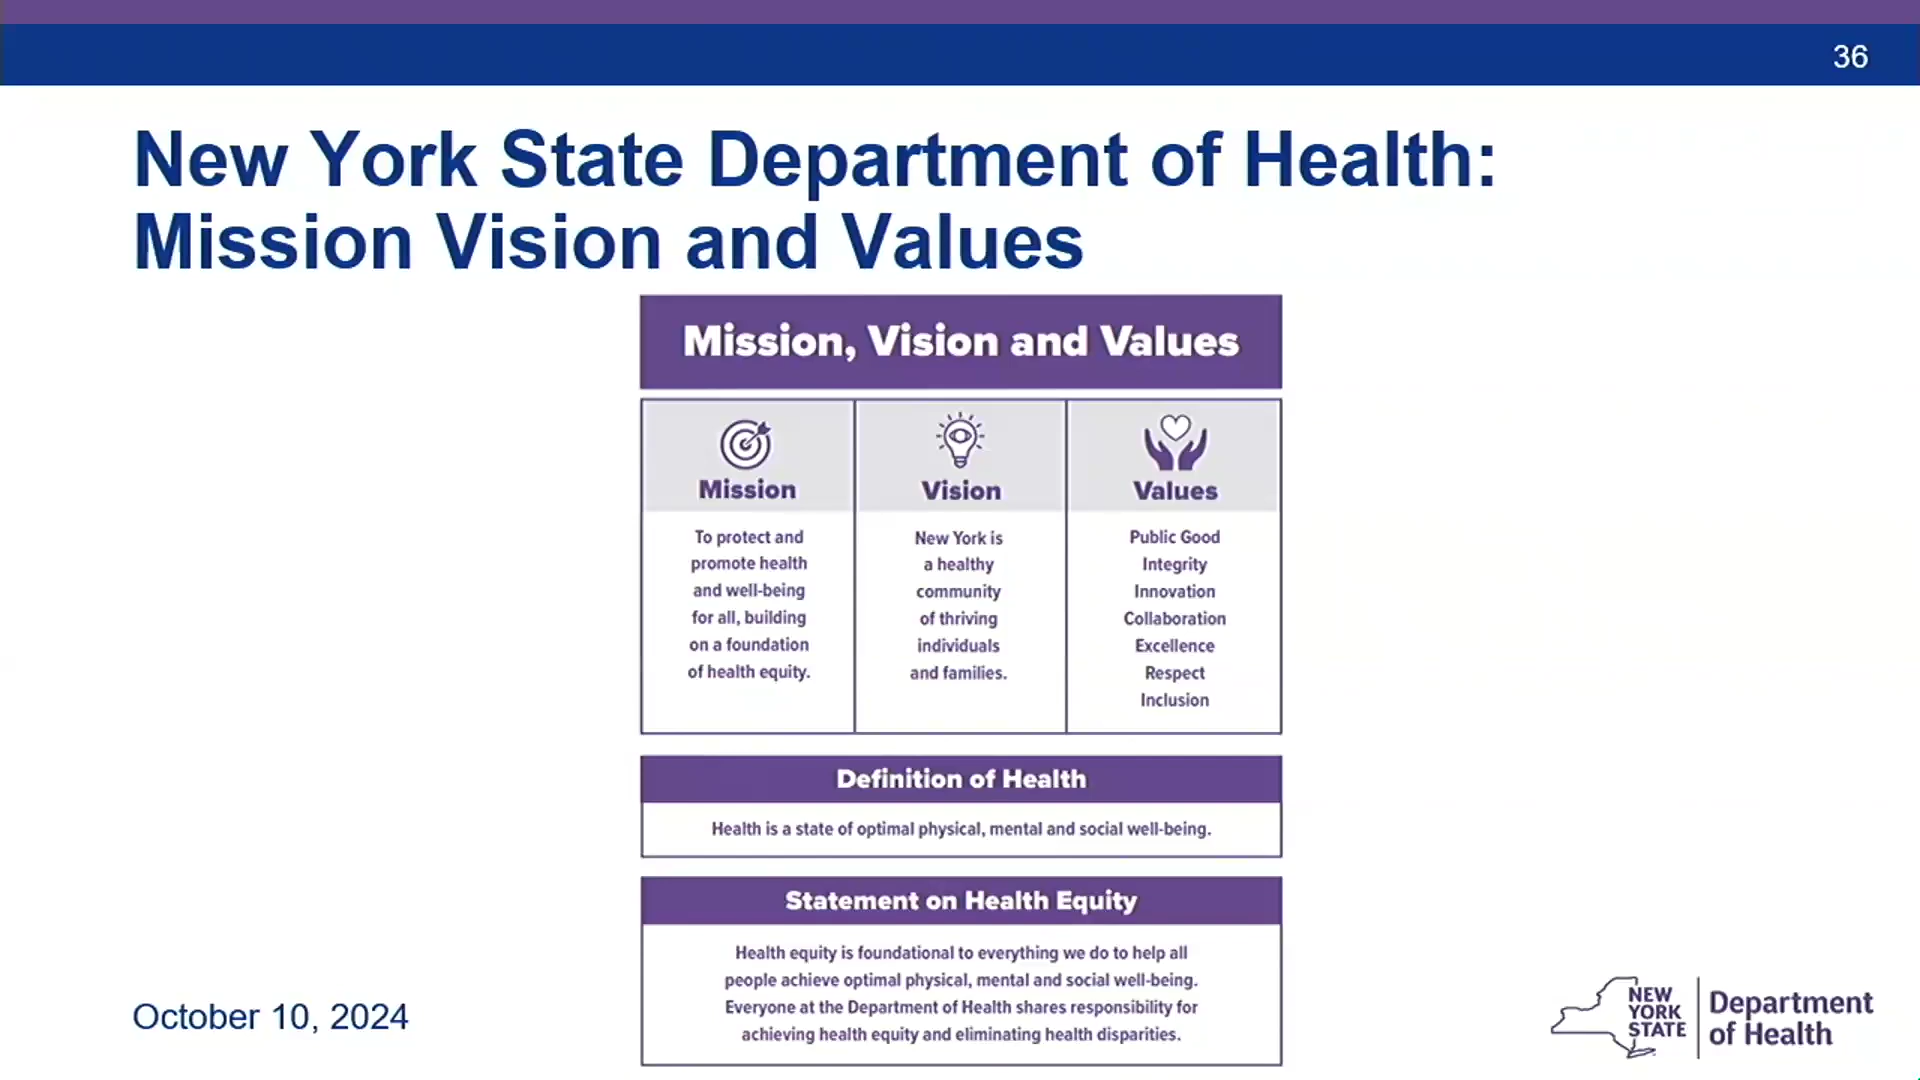 36
New York State Department of Health:
Mission Vision and Values
Mission, Vision and Values
Mission
To protect and
promote health
and well-being
for all, building
on a foundation
of health equity.
Vision
New York is
a healthy
community
of thriving
individuals
and families.
Values
Public Good
Integrity
Innovation
Collaboration
Excellence
Respect
Inclusion
Definition of Health
Health is a state of optimal physical, mental and social well-being.
Statement on Health Equity
Health equity is foundational to everything we do to help all
people achieve optimal physical, mental and social well-being.
Everyone at the Department of Health shares responsibility for
achieving health equity and eliminating health disparities.
October 10, 2024
NEW
YORK
STATE
Department
of Health